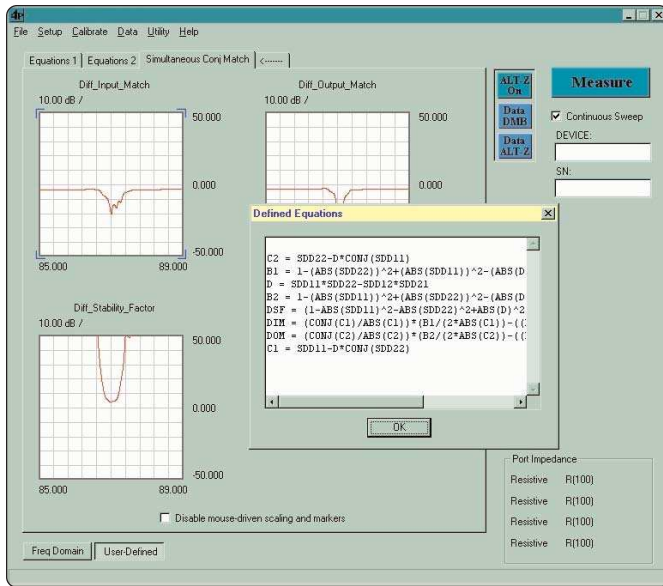 4P
File Setup Calibrate Data Utility Help
Equations 1 Equations 2 Simultaneous Conj Match <-------
Diff_Input_Match
10.00 dB /
50.000
0.000
-50.000
85.000 89.000
Diff_Output_Match
10.00 dB /
50.000
0.000
Diff_Stability_Factor
10.00 dB /
50.000
0.000
-50.000
85.000 89.000
Disable mouse-driven scaling and markers
Freq Domain User-Defined
ALT-Z
On
Data
DMB
Data
ALT-Z
Measure
Continuous Sweep
DEVICE:
SN:
Defined Equations
C2 = SDD22-D*CONJ(SDD11)
B1 = 1-(ABS(SDD22))^2+(ABS(SDD11))^2-(ABS(D
D = SDD11*SDD22-SDD12*SDD21
B2 = 1-(ABS(SDD11))^2+(ABS(SDD22))^2-(ABS(D
DSF = (1-ABS(SDD11)^2-ABS(SDD22)^2+ABS(D)^2
DIM = (CONJ(C1)/ABS(C1))*(B1/(2*ABS(C1))-((
DOM = (CONJ(C2)/ABS(C2))*(B2/(2*ABS(C2))-((
C1 = SDD11-D*CONJ(SDD22)
OK
Port Impedance
Resistive R(100)
Resistive R(100)
Resistive R(100)
Resistive R(100)